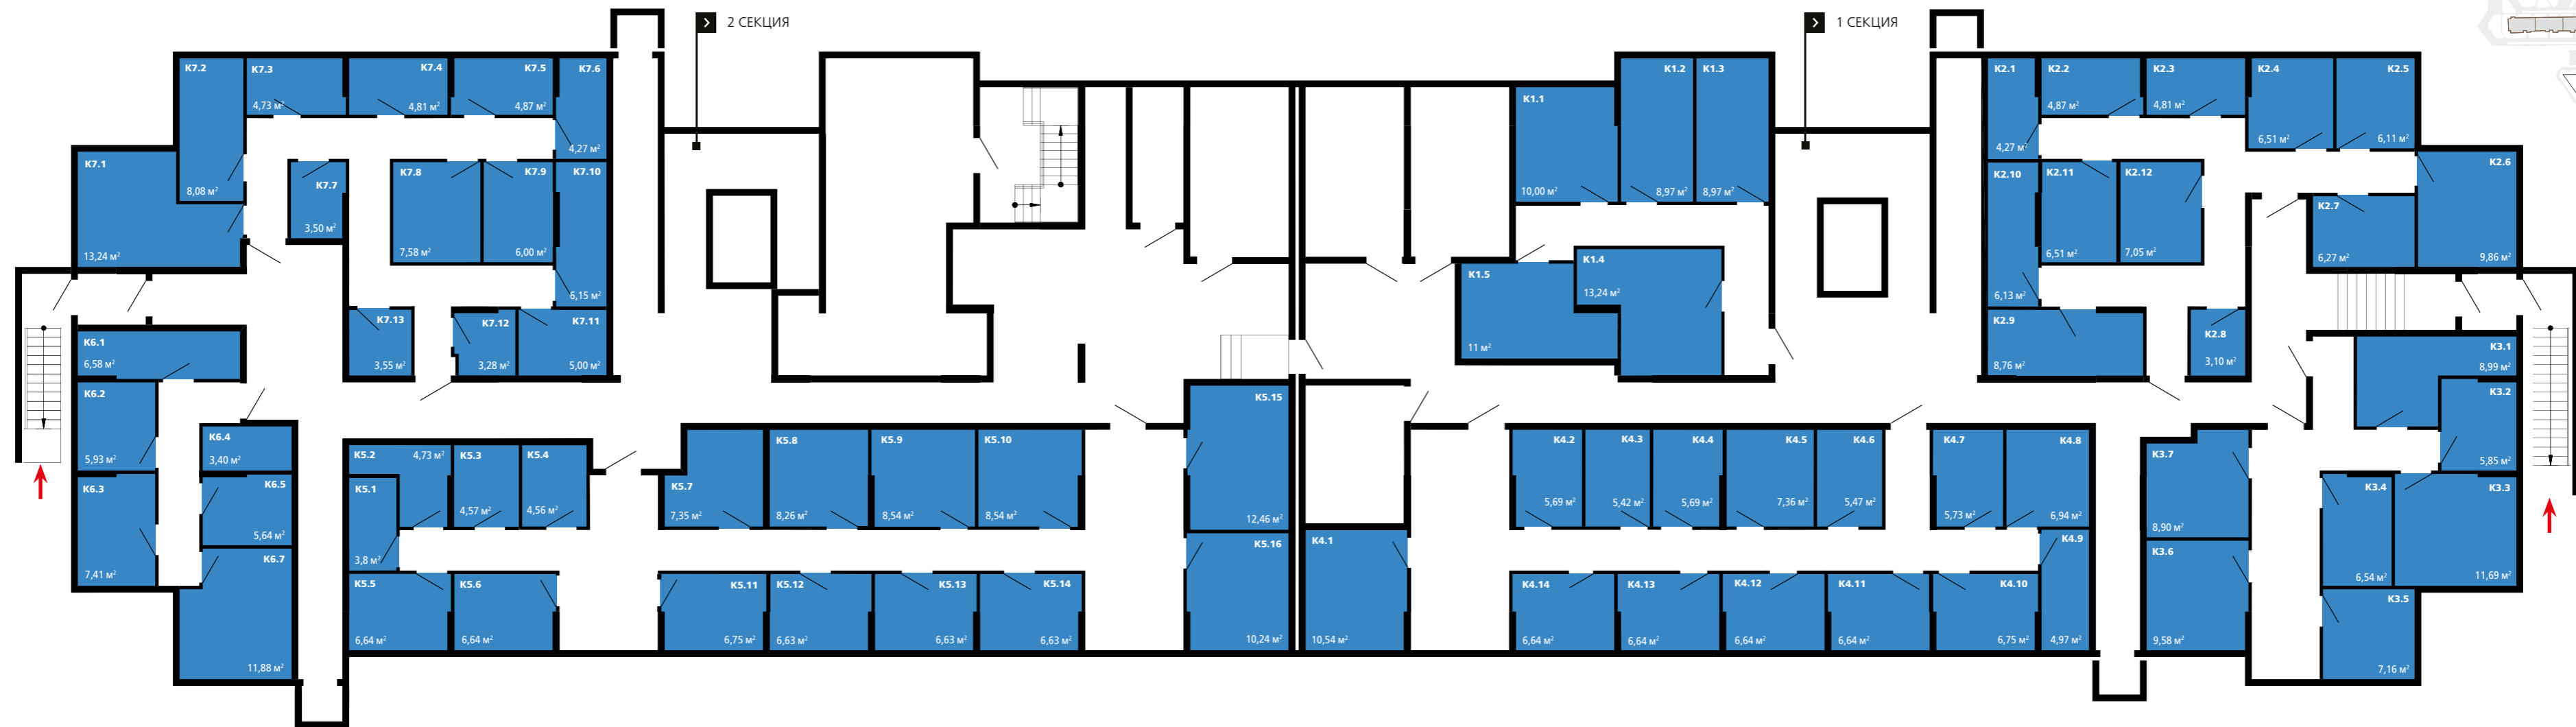 2 СЕКЦИЯ
1 СЕКЦИЯ
К7.1
13,24 м²
К7.2
8,08 м²
К7.3
4,73 м²
К7.4
4,81 м²
К7.5
4,87 м²
К7.6
4,27 м²
К7.7
3,50 м²
К7.8
7,58 м²
К7.9
6,00 м²
К7.10
6,15 м²
К7.11
5,00 м²
К7.12
3,28 м²
К7.13
3,55 м²
К6.1
6,58 м²
К6.2
5,93 м²
К6.3
7,41 м²
К6.4
3,40 м²
К6.5
5,64 м²
К6.7
11,88 м²
К5.1
3,8 м²
К5.2
4,73 м²
К5.3
4,57 м²
К5.4
4,56 м²
К5.5
6,64 м²
К5.6
6,64 м²
К5.7
7,35 м²
К5.8
8,26 м²
К5.9
8,54 м²
К5.10
8,54 м²
К5.11
6,75 м²
К5.12
6,63 м²
К5.13
6,63 м²
К5.14
6,63 м²
К5.15
12,46 м²
К5.16
10,24 м²
К1.1
10,00 м²
К1.2
8,97 м²
К1.3
8,97 м²
К1.4
13,24 м²
К1.5
11 м²
К4.1
10,54 м²
К4.2
5,69 м²
К4.3
5,42 м²
К4.4
5,69 м²
К4.5
7,36 м²
К4.6
5,47 м²
К4.7
5,73 м²
К4.8
6,94 м²
К4.9
4,97 м²
К4.10
6,75 м²
К4.11
6,64 м²
К4.12
6,64 м²
К4.13
6,64 м²
К4.14
6,64 м²
К2.1
4,27 м²
К2.2
4,87 м²
К2.3
4,81 м²
К2.4
6,51 м²
К2.5
6,11 м²
К2.6
9,86 м²
К2.7
6,27 м²
К2.8
3,10 м²
К2.9
8,76 м²
К2.10
6,13 м²
К2.11
6,51 м²
К2.12
7,05 м²
К3.1
8,99 м²
К3.2
5,85 м²
К3.3
11,69 м²
К3.4
6,54 м²
К3.5
7,16 м²
К3.6
9,58 м²
К3.7
8,90 м²